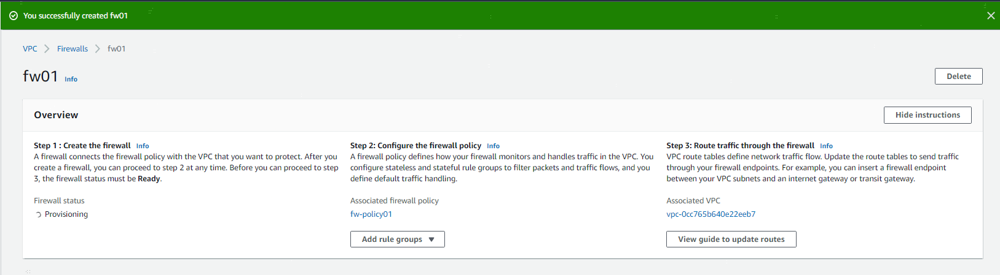 You successfully created fw01
VPC > Firewalls > fw01
fw01 Info
Delete
Overview
Hide instructions
Step 1 : Create the firewall Info
A firewall connects the firewall policy with the VPC that you want to protect. After you
create a firewall, you can proceed to step 2 at any time. Before you can proceed to step
3, the firewall status must be Ready.
Firewall status
Provisioning
Step 2: Configure the firewall policy Info
A firewall policy defines how your firewall monitors and handles traffic in the VPC. You
configure stateless and stateful rule groups to filter packets and traffic flows, and you
define default traffic handling.
Associated firewall policy
fw-policy01
Add rule groups
Step 3: Route traffic through the firewall Info
VPC route tables define network traffic flow. Update the route tables to send traffic
through your firewall endpoints. For example, you can insert a firewall endpoint
between your VPC subnets and an internet gateway or transit gateway.
Associated VPC
vpc-0cc765b640e22eeb7
View guide to update routes